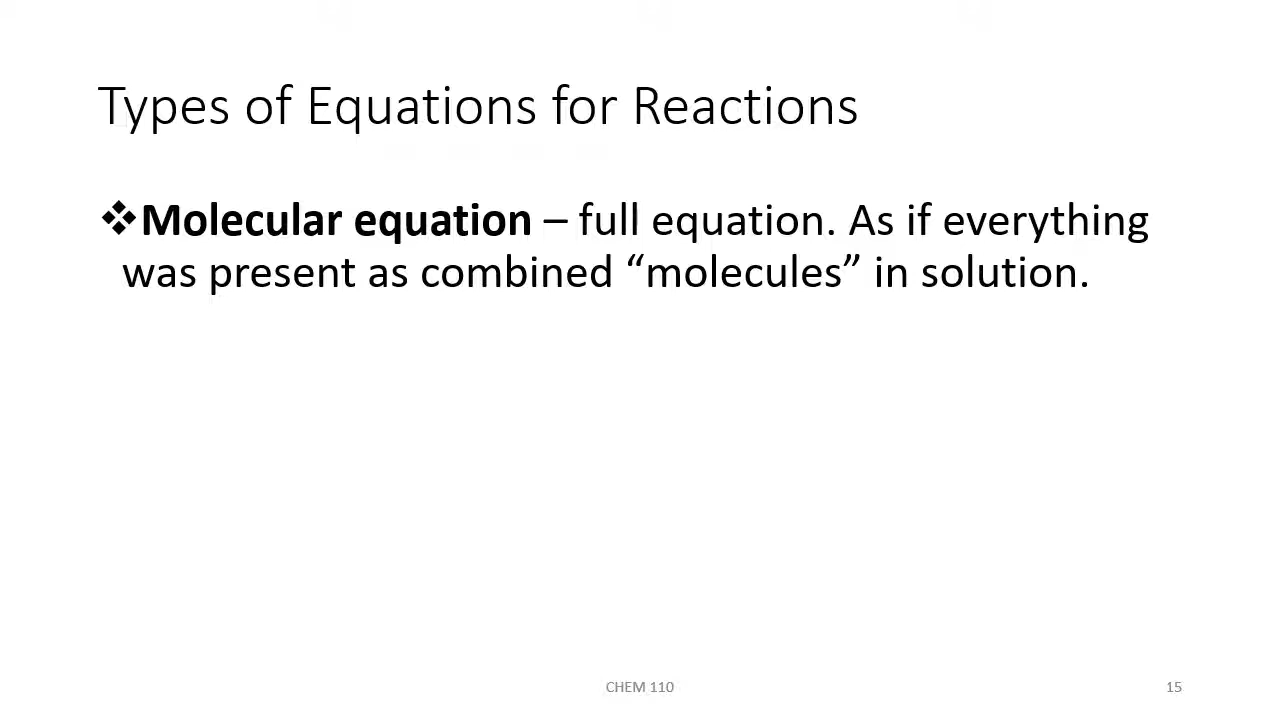 Types of Equations for Reactions
❖Molecular equation – full equation. As if everything
was present as combined “molecules” in solution.
CHEM 110
15